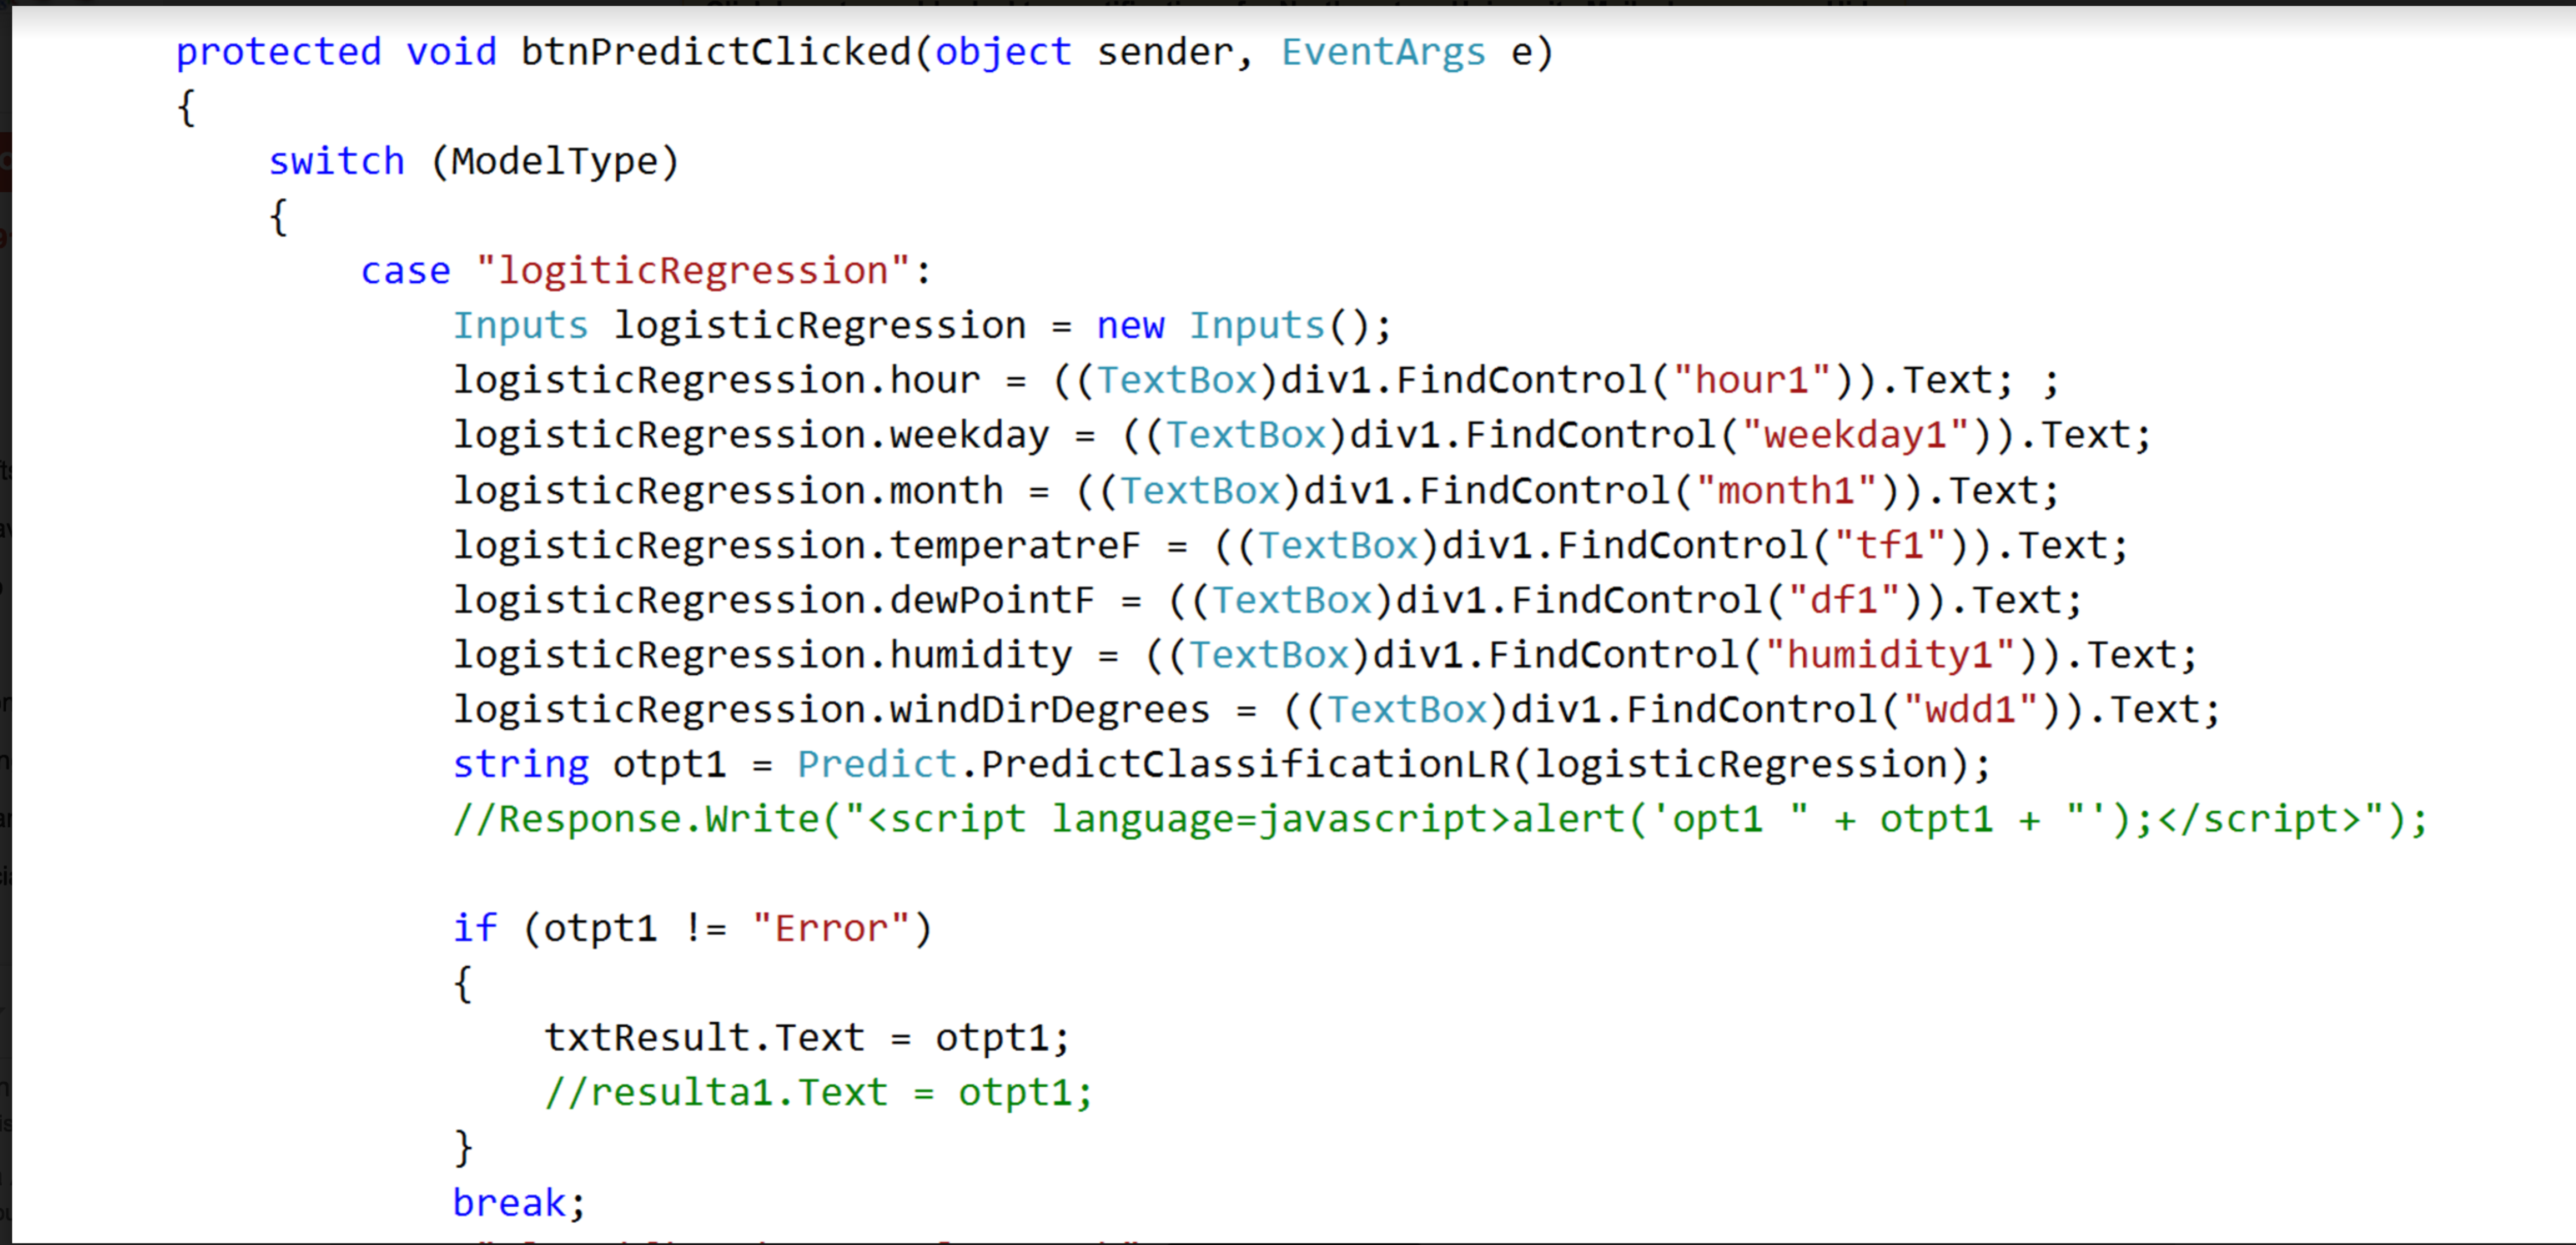 protected void btnPredictClicked(object sender, EventArgs e)
{
switch (ModelType)
{
case "logiticRegression":
Inputs logisticRegression = new Inputs();
logisticRegression.hour = ((TextBox)div1.FindControl("hour1")).Text; ;
logisticRegression.weekday = ((TextBox)div1.FindControl("weekday1")).Text;
logisticRegression.month = ((TextBox)div1.FindControl("month1")).Text;
logisticRegression.temperatreF = ((TextBox)div1.FindControl("tf1")).Text;
logisticRegression.dewPointF = ((TextBox)div1.FindControl("df1")).Text;
logisticRegression.humidity = ((TextBox)div1.FindControl("humidity1")).Text;
logisticRegression.windDirDegrees = ((TextBox)div1.FindControl("wdd1")).Text;
string otpt1 = Predict.PredictClassificationLR(logisticRegression);
//Response.Write("<script language=javascript>alert('opt1 " + otpt1 + "');</script>");
if (otpt1 != "Error")
{
txtResult.Text = otpt1;
//resulta1.Text = otpt1;
}
break;